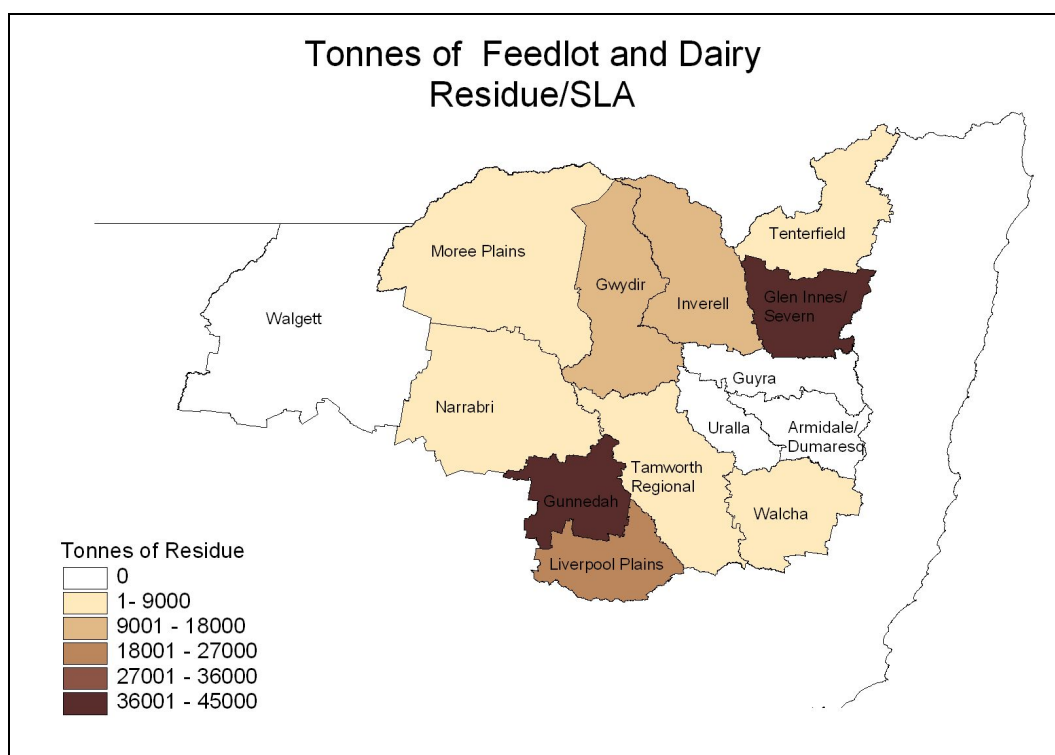 Tonnes of Feedlot and Dairy
Residue/SLA
Tenterfield
Moree Plains
Gwydir
Inverell
Glen Innes/
Severn
Walgett
Guyra
Narrabri
Uralla
Armidale/
Dumaresq
Tamworth
Regional
Gunnedah
Walcha
Liverpool Plains
Tonnes of Residue
0
1- 9000
9001 - 18000
18001 - 27000
27001 - 36000
36001 - 45000